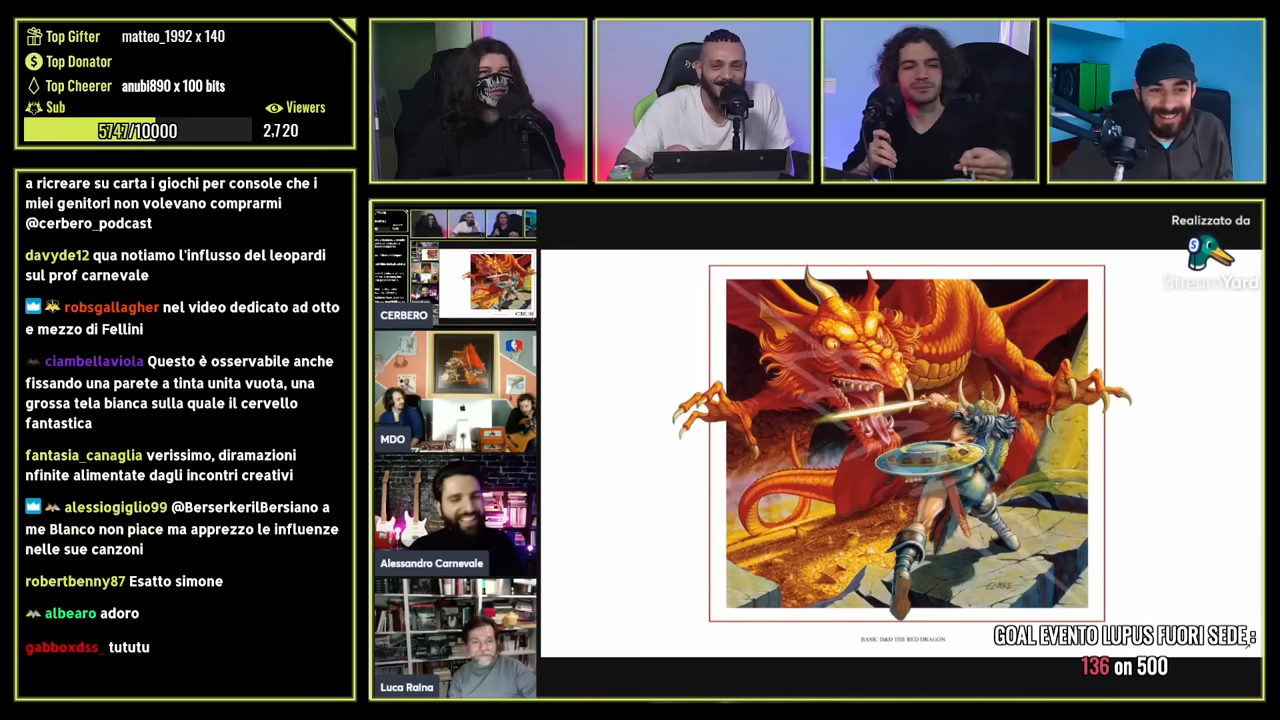 Top Gifter matteo_1992 x 140
Top Donator
Top Cheerer anubi890 x 100 bits
Sub
Viewers
5747/10000
2,720
a ricreare su carta i giochi per console che i
miei genitori non volevano comprarmi
@cerbero_podcast
davyde12 qua notiamo l'influsso del leopardi
sul prof carnevale
robsgallagher nel video dedicato ad otto
e mezzo di Fellini
ciambellaviola Questo è osservabile anche
fissando una parete a tinta unita vuota, una
grossa tela bianca sulla quale il cervello
fantastica
fantasia_canaglia verissimo, diramazioni
nfinite alimentate dagli incontri creativi
alessiogiglio99 @BerserkerilBersiano a
me Blanco non piace ma apprezzo le influenze
nelle sue canzoni
robertbenny87 Esatto simone
albearo adoro
gabboxdss_ tututu
CERBERO
MDO
Alessandro Carnevale
Luca Raina
Realizzato da
S
StreamYard
BASIC D&D THE RED DRAGON
GOAL EVENTO LUPUS FUORI SEDE :
136 on 500